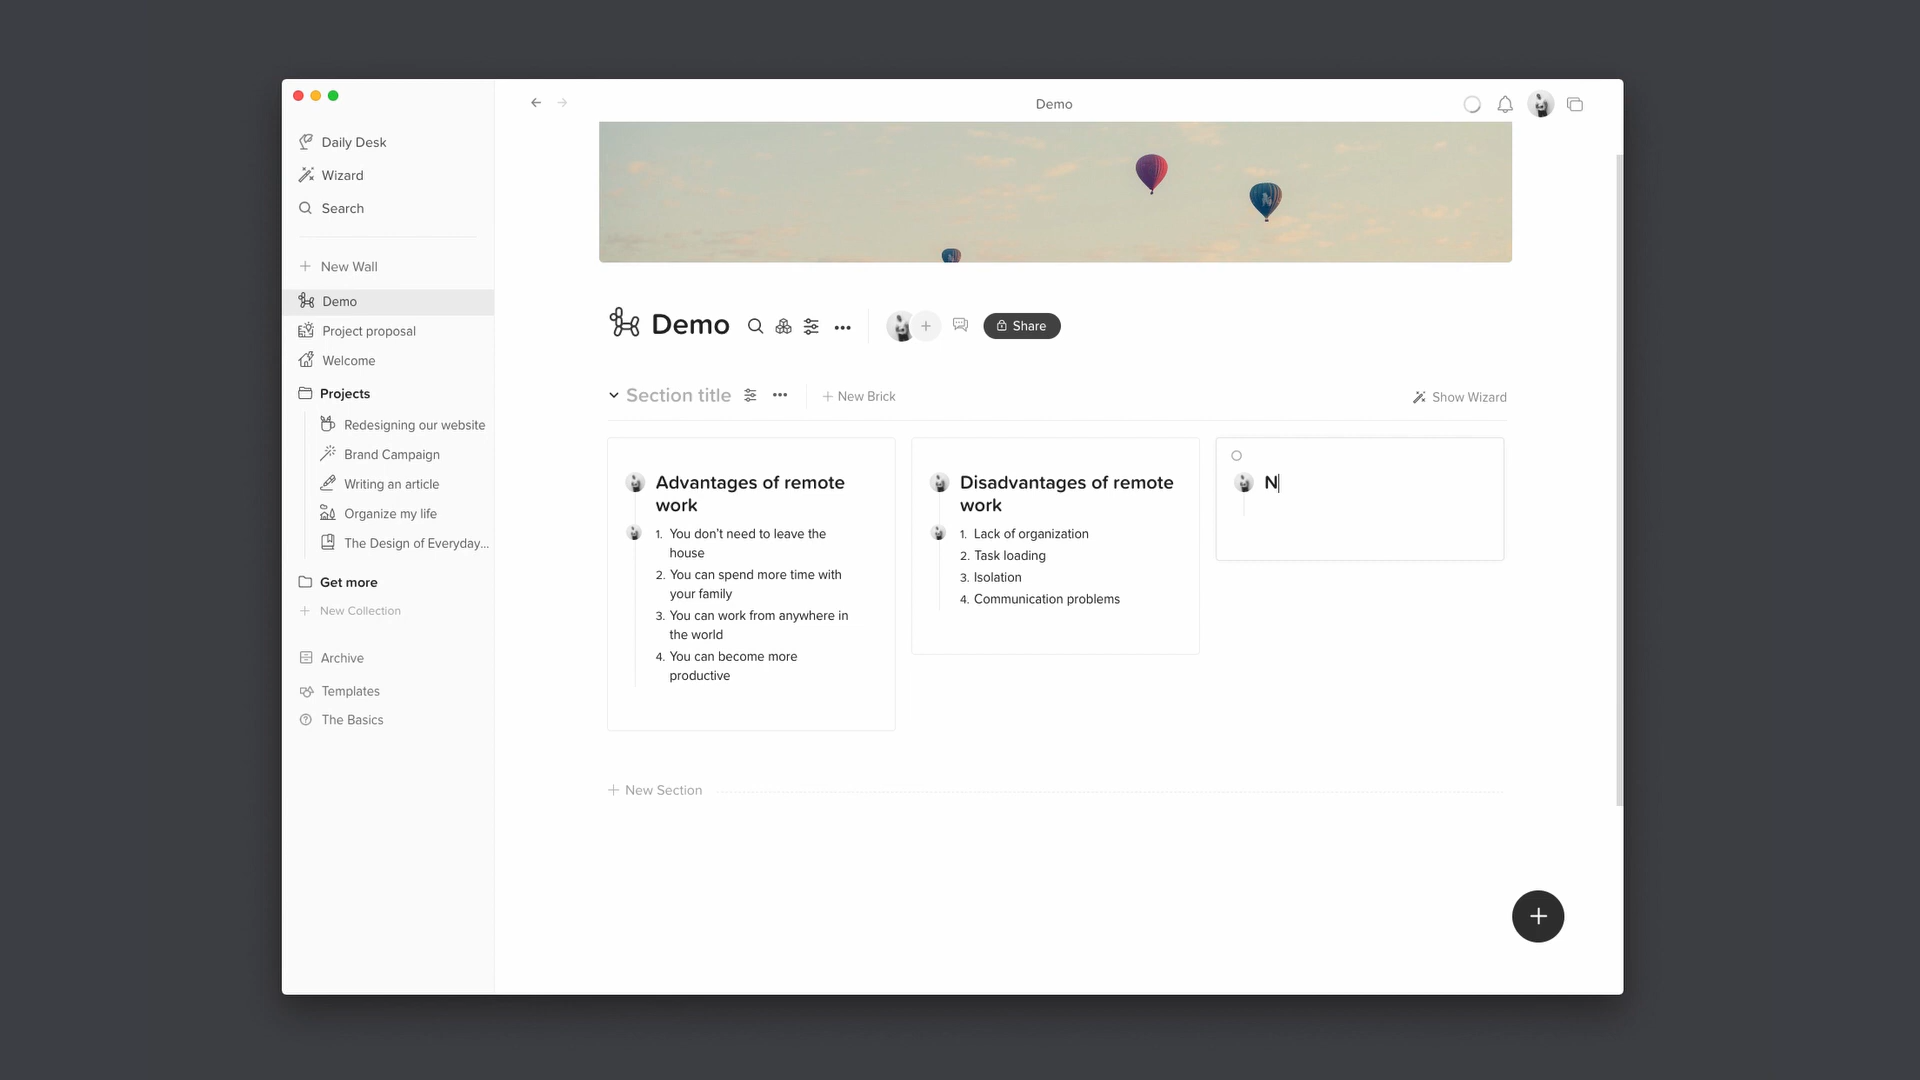 Demo
Daily Desk
Wizard
Search
New Wall
Demo
Project proposal
Welcome
Projects
Redesigning our website
Brand Campaign
Writing an article
Organize my life
The Design of Everyday...
Get more
New Collection
Archive
Templates
The Basics
Demo
Share
Section title
New Brick
Show Wizard
Advantages of remote
work
1. You don’t need to leave the
house
2. You can spend more time with
your family
3. You can work from anywhere in
the world
4. You can become more
productive
Disadvantages of remote
work
1. Lack of organization
2. Task loading
3. Isolation
4. Communication problems
N
New Section